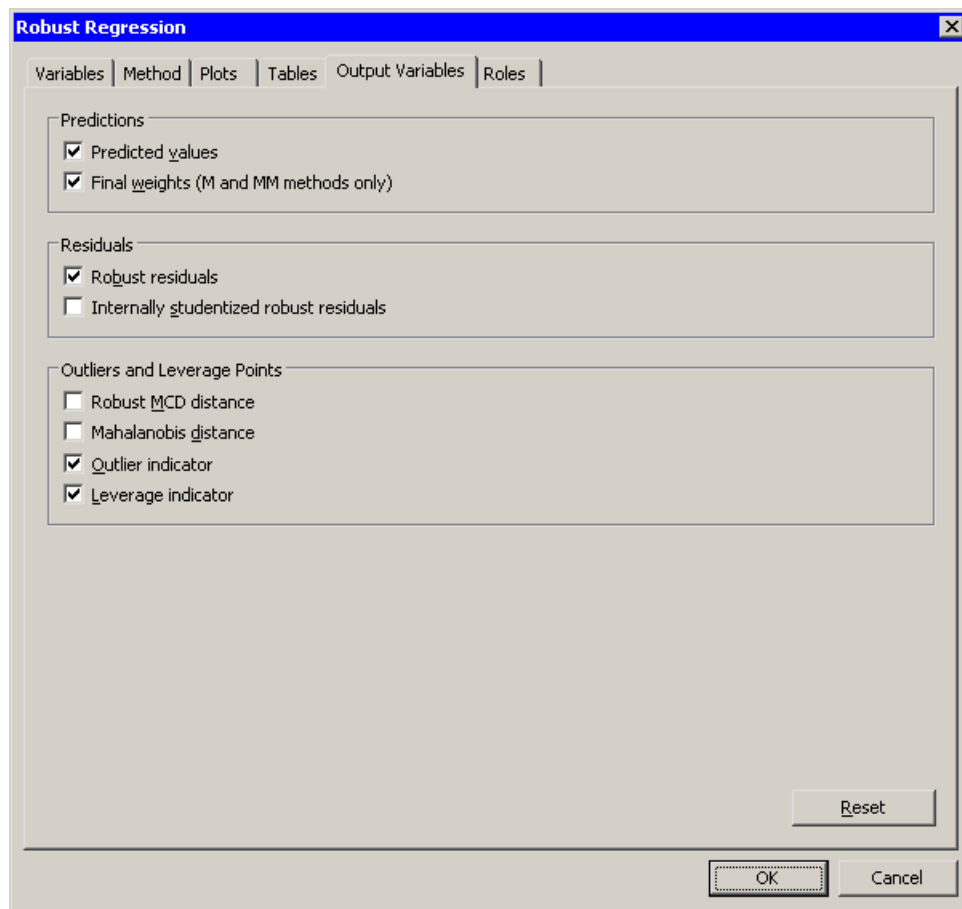 Robust Regression
Variables Method Plots Tables Output Variables Roles
Predictions
Predicted values
Final weights (M and MM methods only)
Residuals
Robust residuals
Internally studentized robust residuals
Outliers and Leverage Points
Robust MCD distance
Mahalanobis distance
Outlier indicator
Leverage indicator
Reset
OK Cancel